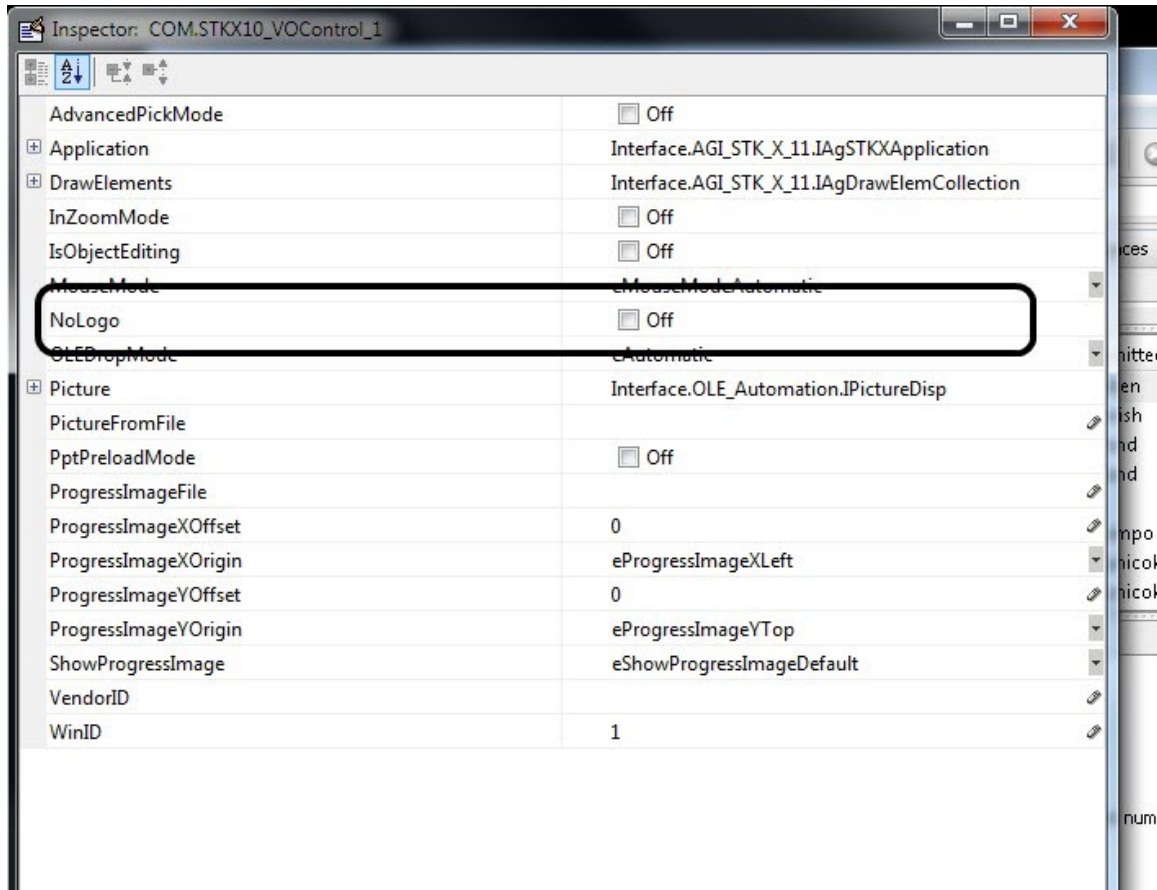 Inspector: COM.STKX10_VOControl_1
AdvancedPickMode Off
Application Interface.AGI_STK_X_11.IAgSTKXApplication
DrawElements Interface.AGI_STK_X_11.IAgDrawElemCollection
InZoomMode Off
IsObjectEditing Off
MouseMode eMouseModeAutomatic
NoLogo Off
OLEDropMode eAutomatic
Picture Interface.OLE_Automation.IPictureDisp
PictureFromFile
PptPreloadMode Off
ProgressImageFile
ProgressImageXOffset 0
ProgressImageXOrigin eProgressImageXLeft
ProgressImageYOffset 0
ProgressImageYOrigin eProgressImageYTop
ShowProgressImage eShowProgressImageDefault
VendorID
WinID 1
num